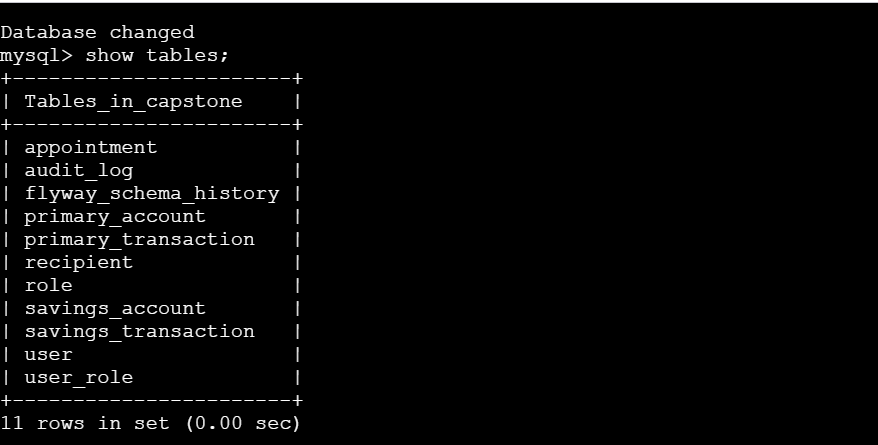 Database changed
mysql> show tables;
+-----------------------+
| Tables_in_capstone    |
+-----------------------+
| appointment           |
| audit_log             |
| flyway_schema_history |
| primary_account       |
| primary_transaction   |
| recipient             |
| role                  |
| savings_account       |
| savings_transaction   |
| user                  |
| user_role             |
+-----------------------+
11 rows in set (0.00 sec)